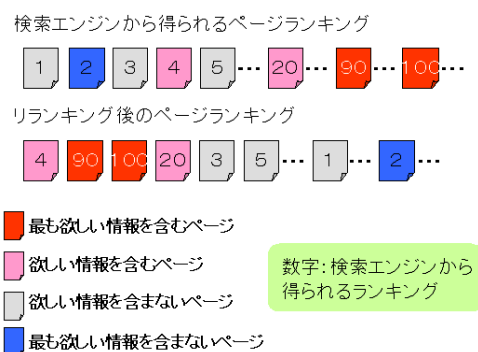 検索エンジンから得られるページランキング
1 2 3 4 5 ··· 20 ··· 90 ··· 100 ···
リランキング後のページランキング
4 90 100 20 3 5 ··· 1 ··· 2 ···
最も欲しい情報を含むページ
欲しい情報を含むページ
欲しい情報を含まないページ
最も欲しい情報を含まないページ
数字：検索エンジンから
得られるランキング